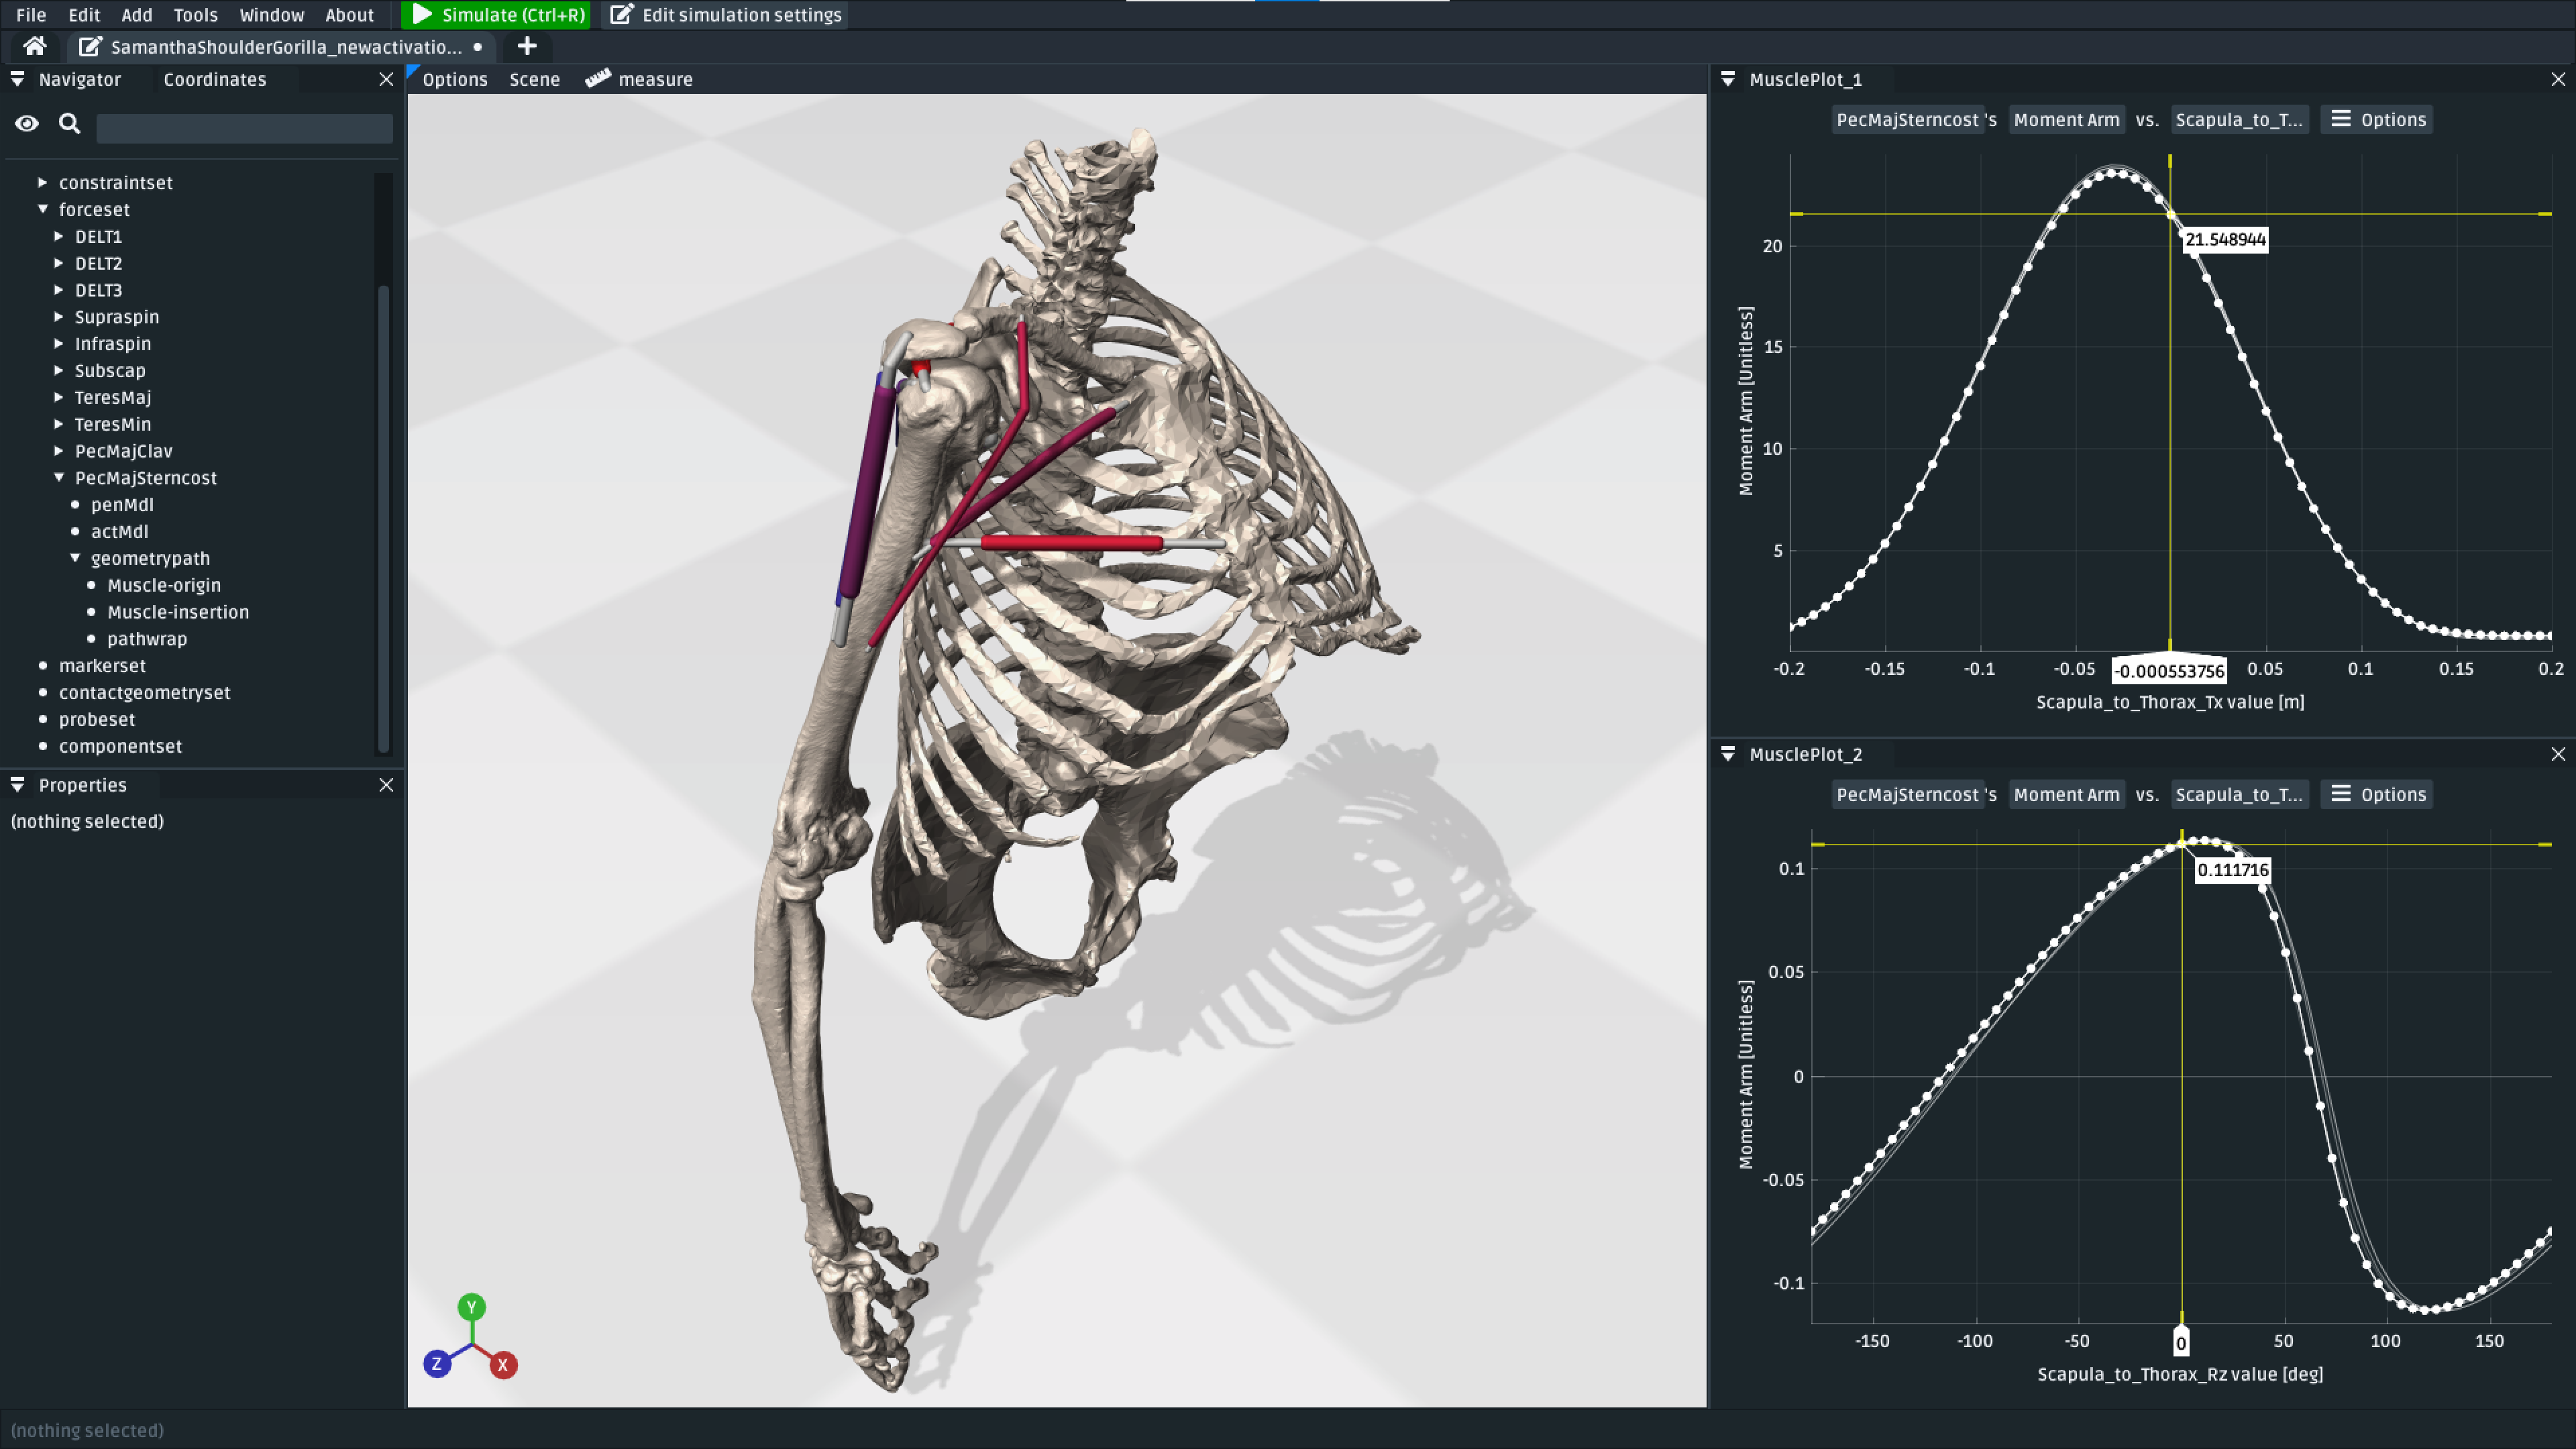 File Edit Add Tools Window About Simulate (Ctrl+R) Edit simulation settings
SamanthaShoulderGorilla_newactivatio...
Navigator Coordinates
constraintset
forceset
DELT1
DELT2
DELT3
Supraspin
Infraspin
Subscap
TeresMaj
TeresMin
PecMajClav
PecMajSterncost
penMdl
actMdl
geometrypath
Muscle-origin
Muscle-insertion
pathwrap
markerset
contactgeometryset
probeset
componentset
Properties
(nothing selected)
Options Scene measure
Y
Z
X
MusclePlot_1
PecMajSterncost 's Moment Arm vs. Scapula_to_T... Options
Moment Arm [Unitless]
20
15
10
5
21.548944
-0.2 -0.15 -0.1 -0.05 -0.000553756 0.05 0.1 0.15 0.2
Scapula_to_Thorax_Tx value [m]
MusclePlot_2
PecMajSterncost 's Moment Arm vs. Scapula_to_T... Options
Moment Arm [Unitless]
0.1
0.05
0
-0.05
-0.1
0.111716
-150 -100 -50 0 50 100 150
Scapula_to_Thorax_Rz value [deg]
(nothing selected)